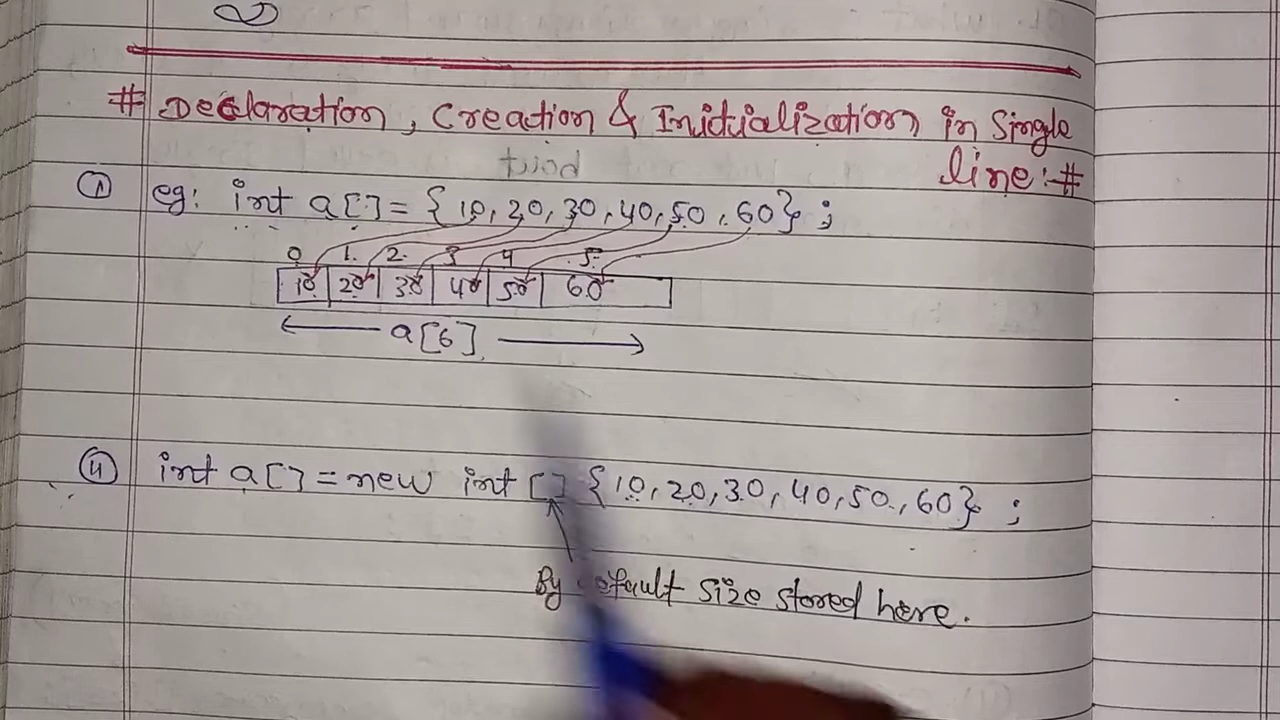 # Declaration, Creation & Initialization in Single
line:- #
① eg: int a[] = {10, 20, 30, 40, 50, 60} ;
0 1. 2. 3 4 5
10 20 30 40 50 60
a[6]
② int a[] = new int [] {10, 20, 30, 40, 50, 60} ;
By default size stored here.